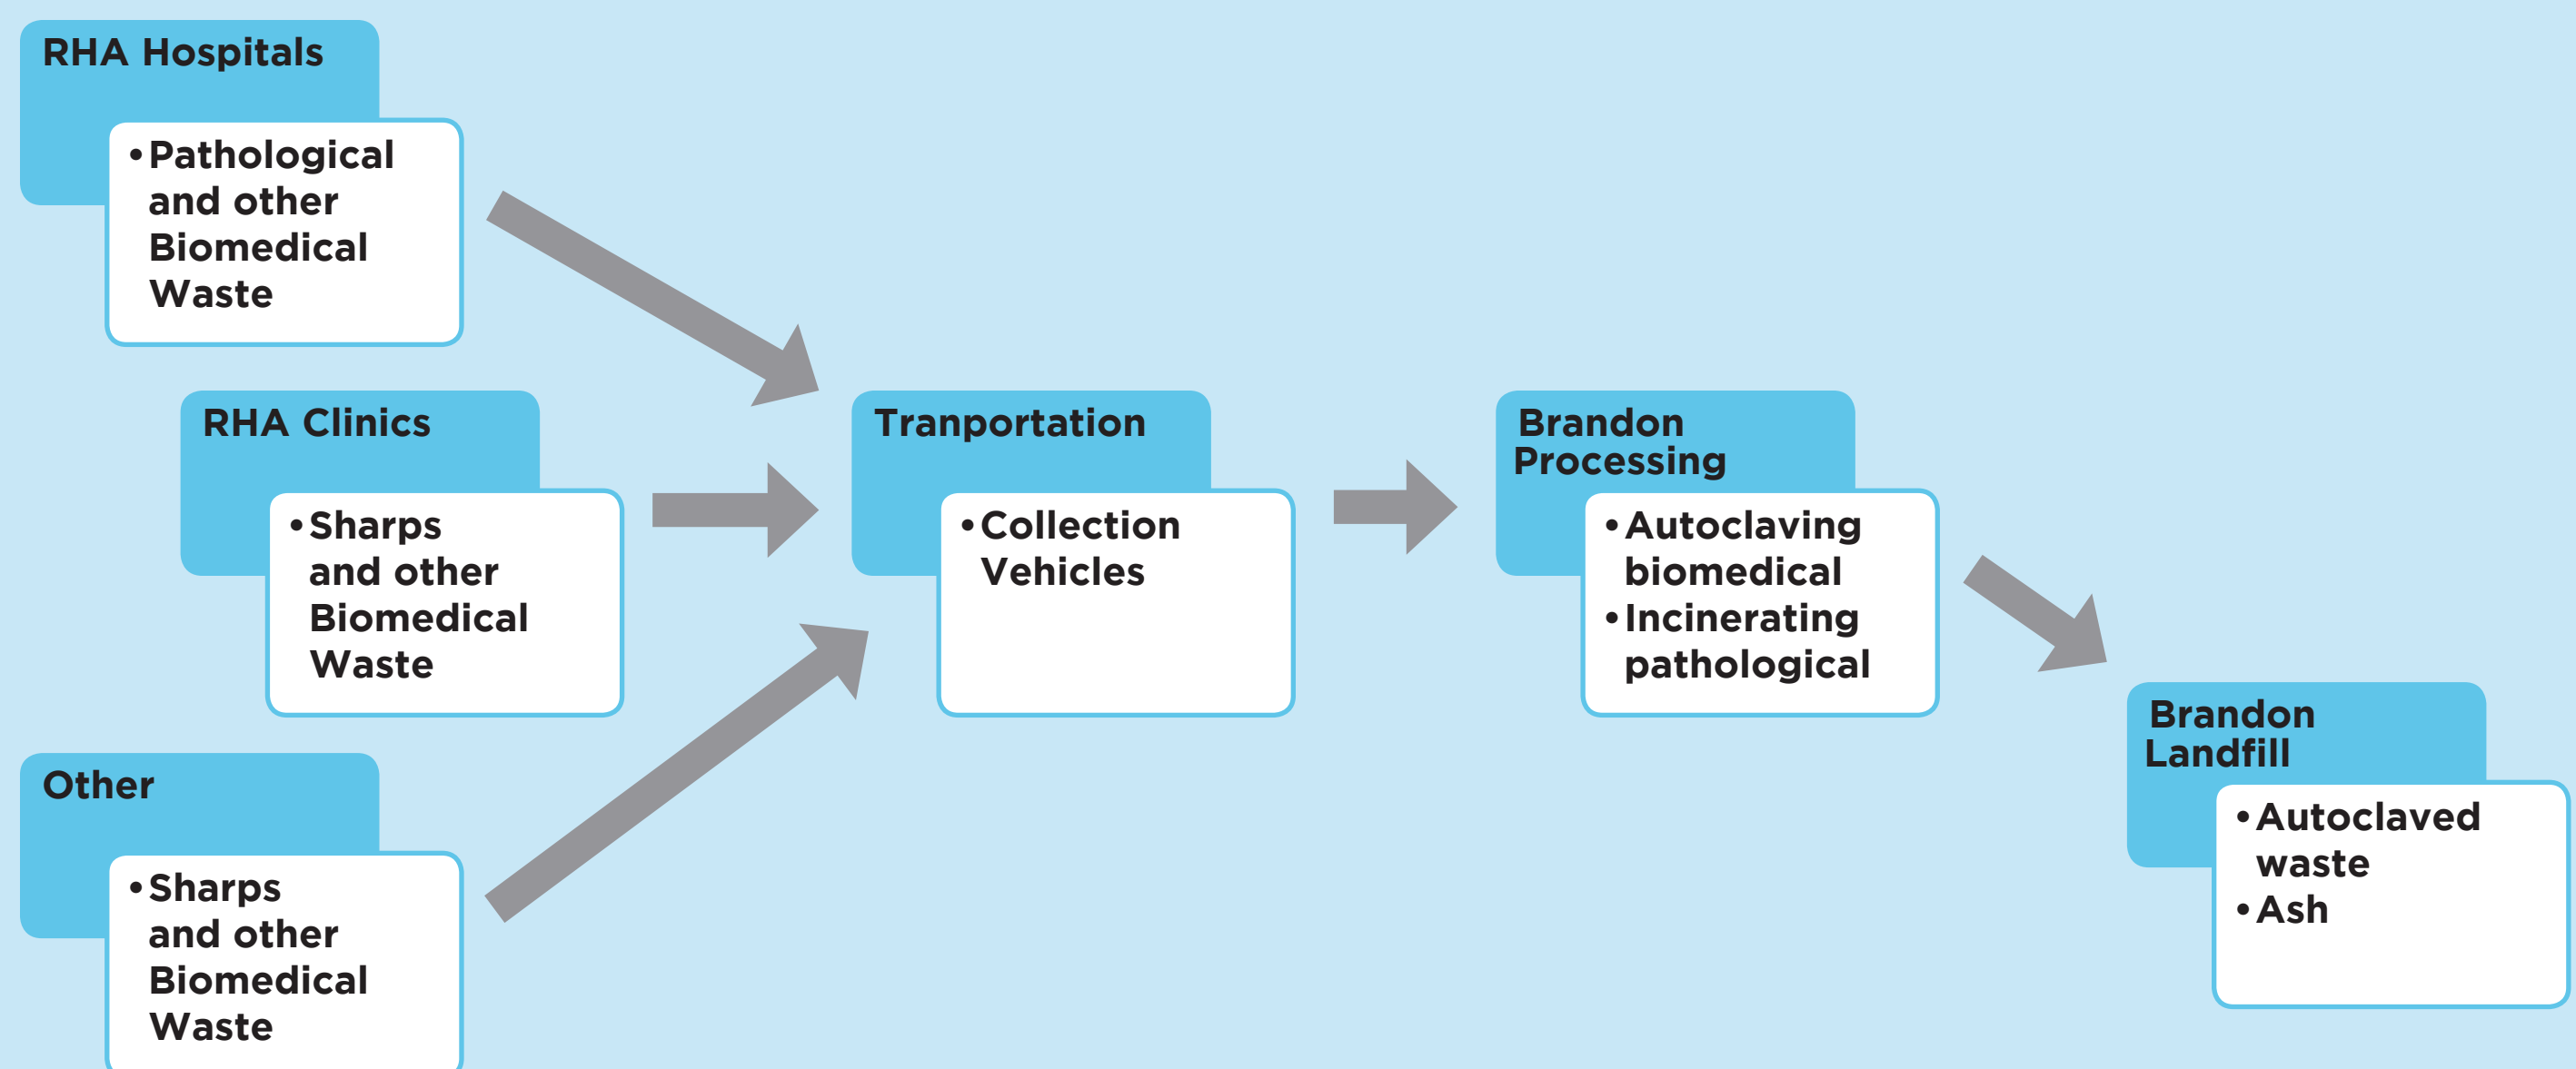 RHA Hospitals
•Pathological
and other
Biomedical
Waste
RHA Clinics
•Sharps
and other
Biomedical
Waste
Other
•Sharps
and other
Biomedical
Waste
Tranportation
•Collection
Vehicles
Brandon
Processing
•Autoclaving
biomedical
•Incinerating
pathological
Brandon
Landfill
•Autoclaved
waste
•Ash